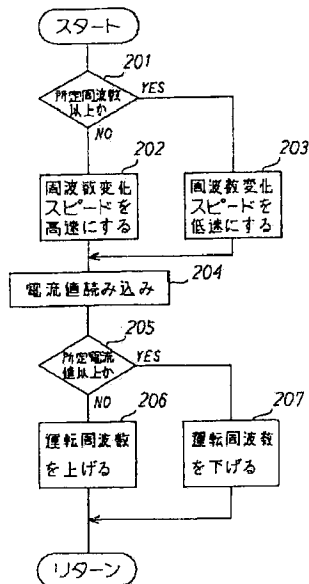 スタート
201
所定周波数
以上か
YES
NO
202
周波数変化
スピードを
高速にする
203
周波数変化
スピードを
低速にする
204
電流値読み込み
205
所定電流
値以上か
YES
NO
206
運転周波数
を上げる
207
運転周波数
を下げる
リターン